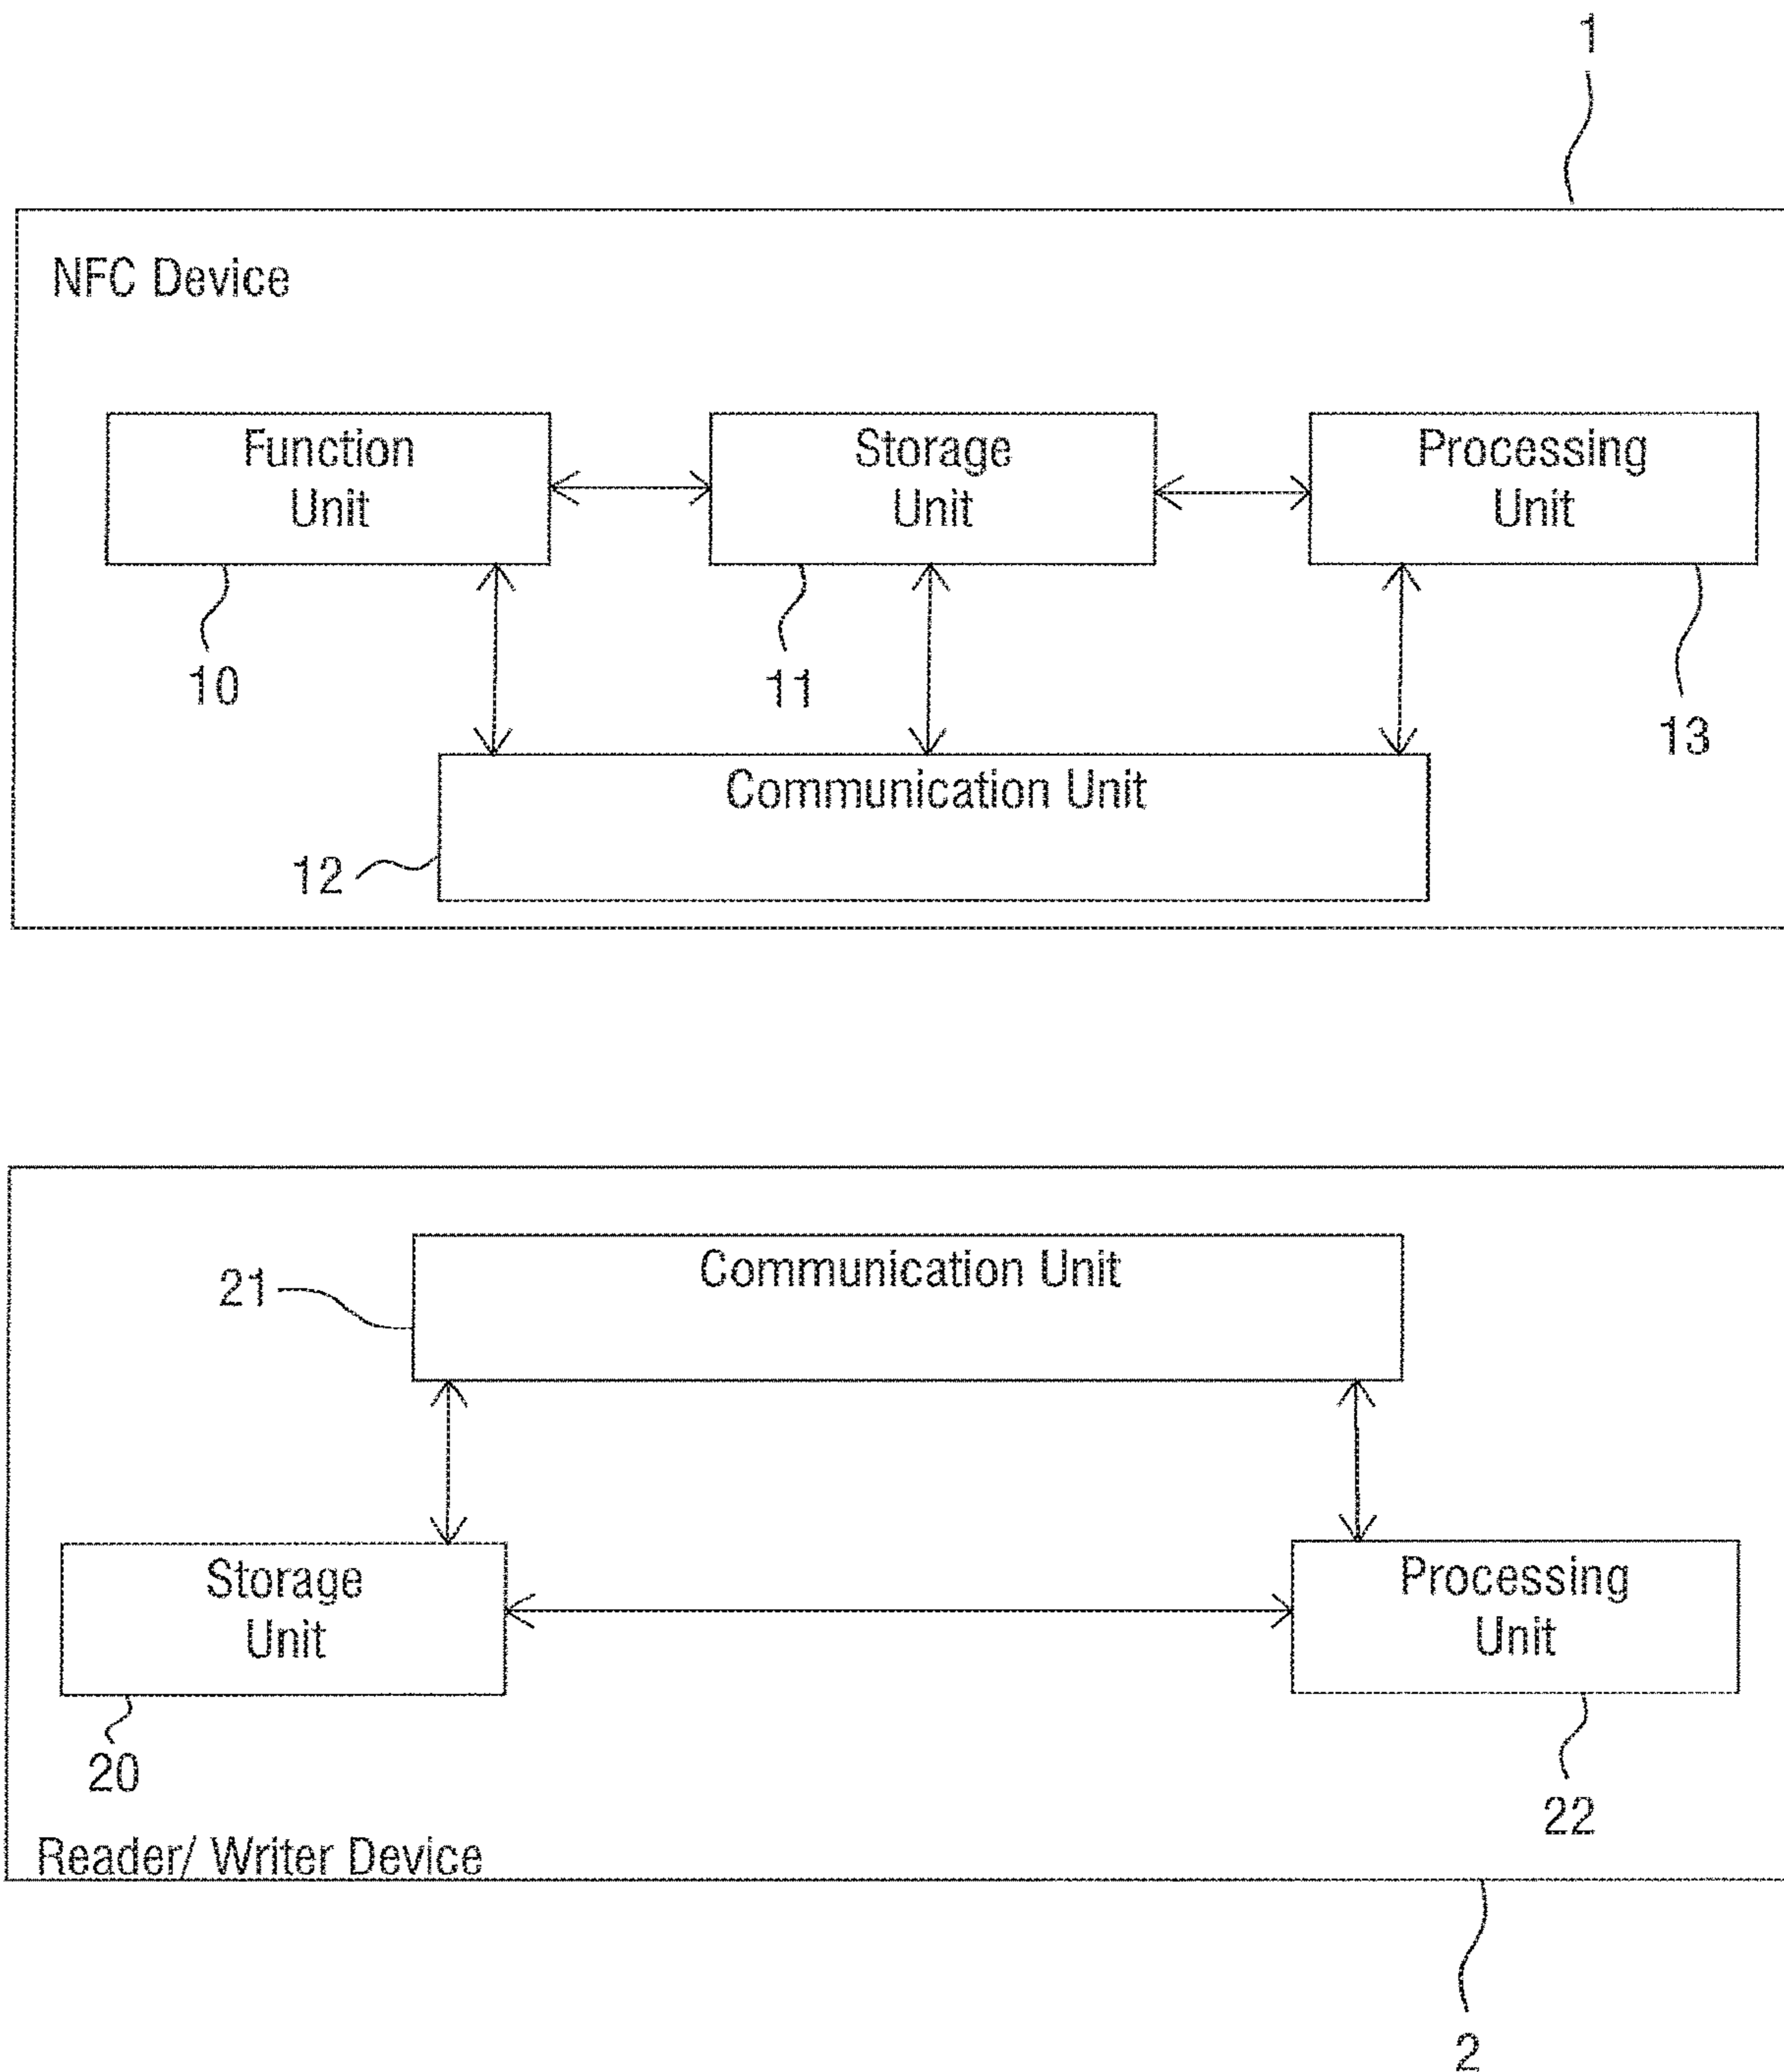 1
NFC Device
Function
Unit
Storage
Unit
Processing
Unit
10
11
13
Communication Unit
12
Communication Unit
21
Storage
Unit
Processing
Unit
20
22
Reader/ Writer Device
2